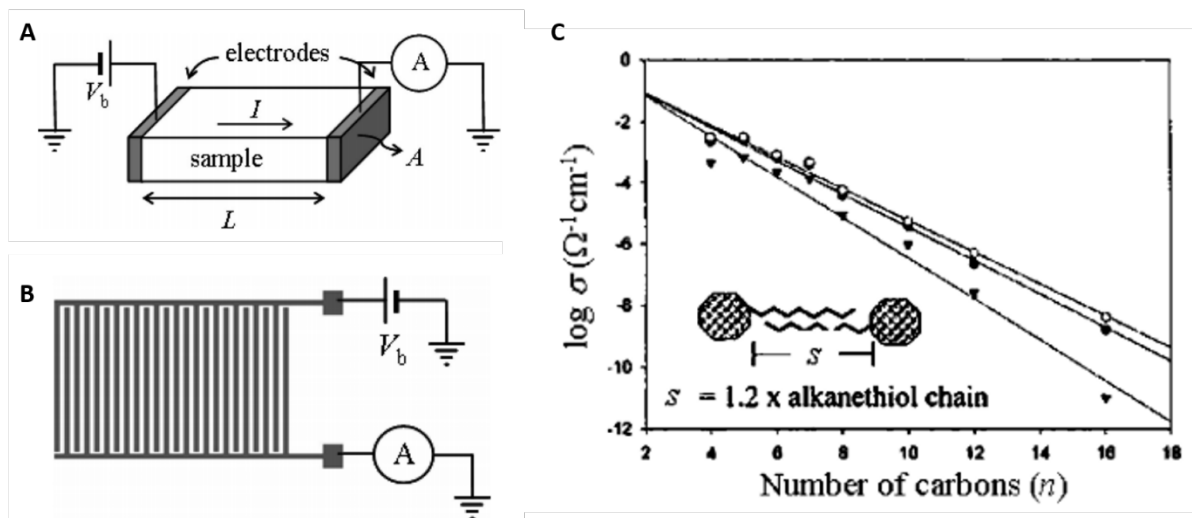 A
electrodes
A
V_b
I
sample
A
L
B
V_b
A
C
log σ (Ω⁻¹cm⁻¹)
0
-2
-4
-6
-8
-10
-12
s
s = 1.2 x alkanethiol chain
2 4 6 8 10 12 14 16 18
Number of carbons (n)